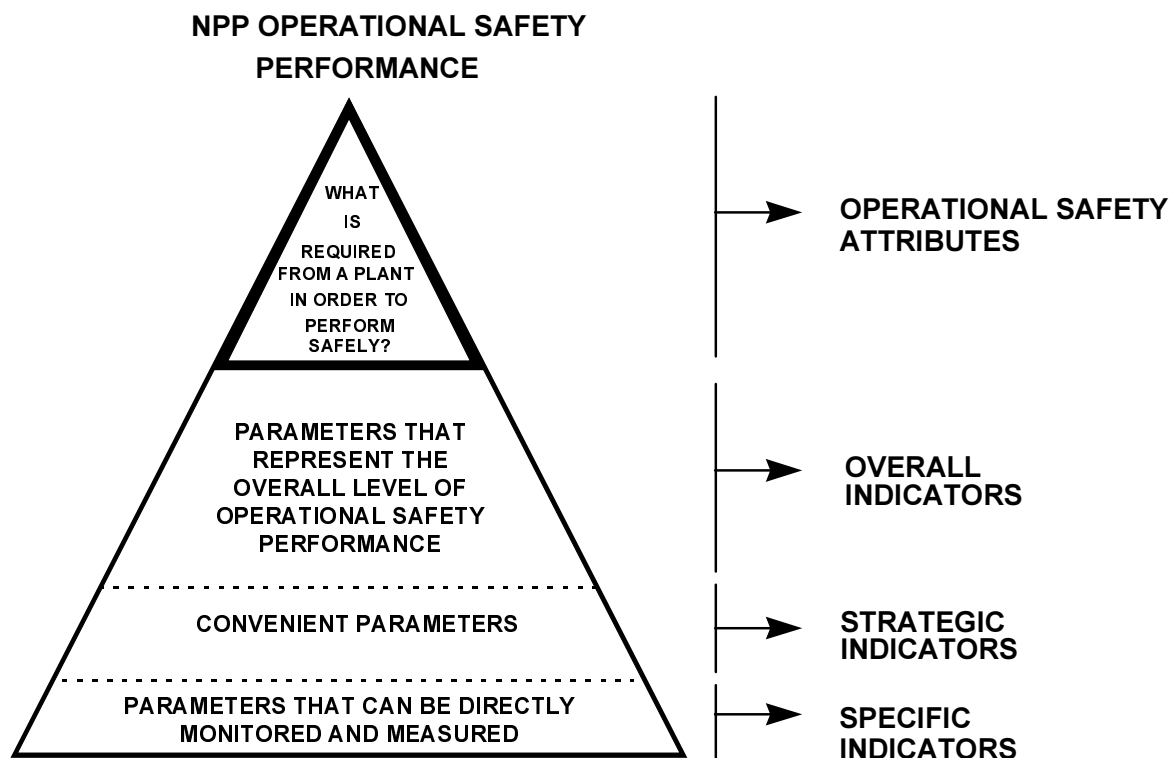 NPP OPERATIONAL SAFETY
PERFORMANCE
WHAT
IS
REQUIRED
FROM A PLANT
IN ORDER TO
PERFORM
SAFELY?
OPERATIONAL SAFETY
ATTRIBUTES
PARAMETERS THAT
REPRESENT THE
OVERALL LEVEL OF
OPERATIONAL SAFETY
PERFORMANCE
OVERALL
INDICATORS
CONVENIENT PARAMETERS
STRATEGIC
INDICATORS
PARAMETERS THAT CAN BE DIRECTLY
MONITORED AND MEASURED
SPECIFIC
INDICATORS